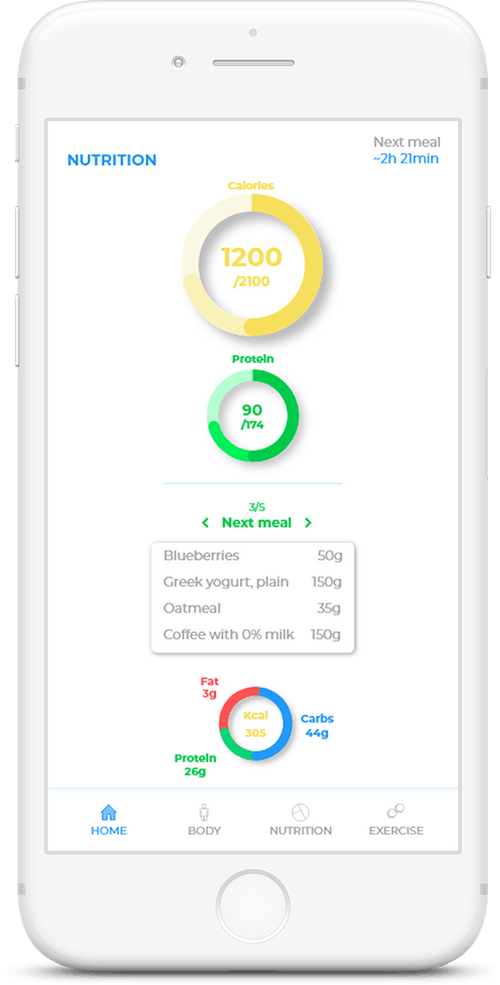 Next meal
NUTRITION
~2h 21min
Calories
1200
/2100
Protein
90
/174
3/5
< Next meal >
Blueberries 50g
Greek yogurt, plain 150g
Oatmeal 35g
Coffee with 0% milk 150g
Fat
3g
Kcal
305
Carbs
44g
Protein
26g
HOME BODY NUTRITION EXERCISE